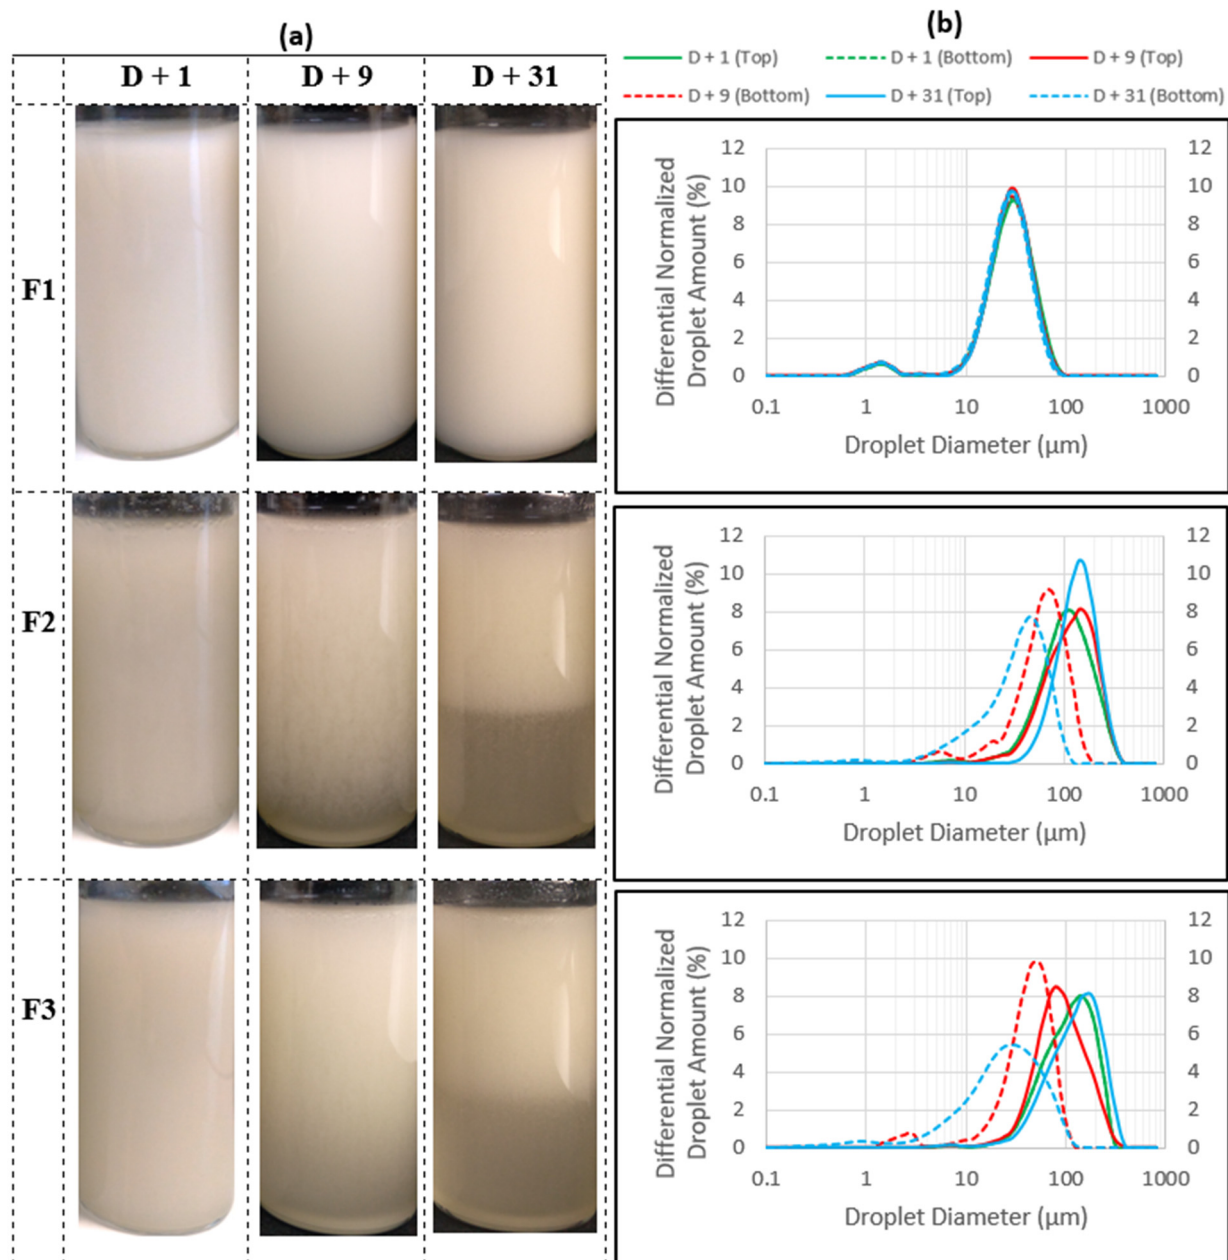 (a)
D + 1 D + 9 D + 31
F1
F2
F3
(b)
D + 1 (Top) D + 1 (Bottom) D + 9 (Top)
D + 9 (Bottom) D + 31 (Top) D + 31 (Bottom)
Differential Normalized
Droplet Amount (%)
12 12
10 10
8 8
6 6
4 4
2 2
0 0
0.1 1 10 100 1000
Droplet Diameter (µm)
Differential Normalized
Droplet Amount (%)
12 12
10 10
8 8
6 6
4 4
2 2
0 0
0.1 1 10 100 1000
Droplet Diameter (µm)
Differential Normalized
Droplet Amount (%)
12 12
10 10
8 8
6 6
4 4
2 2
0 0
0.1 1 10 100 1000
Droplet Diameter (µm)